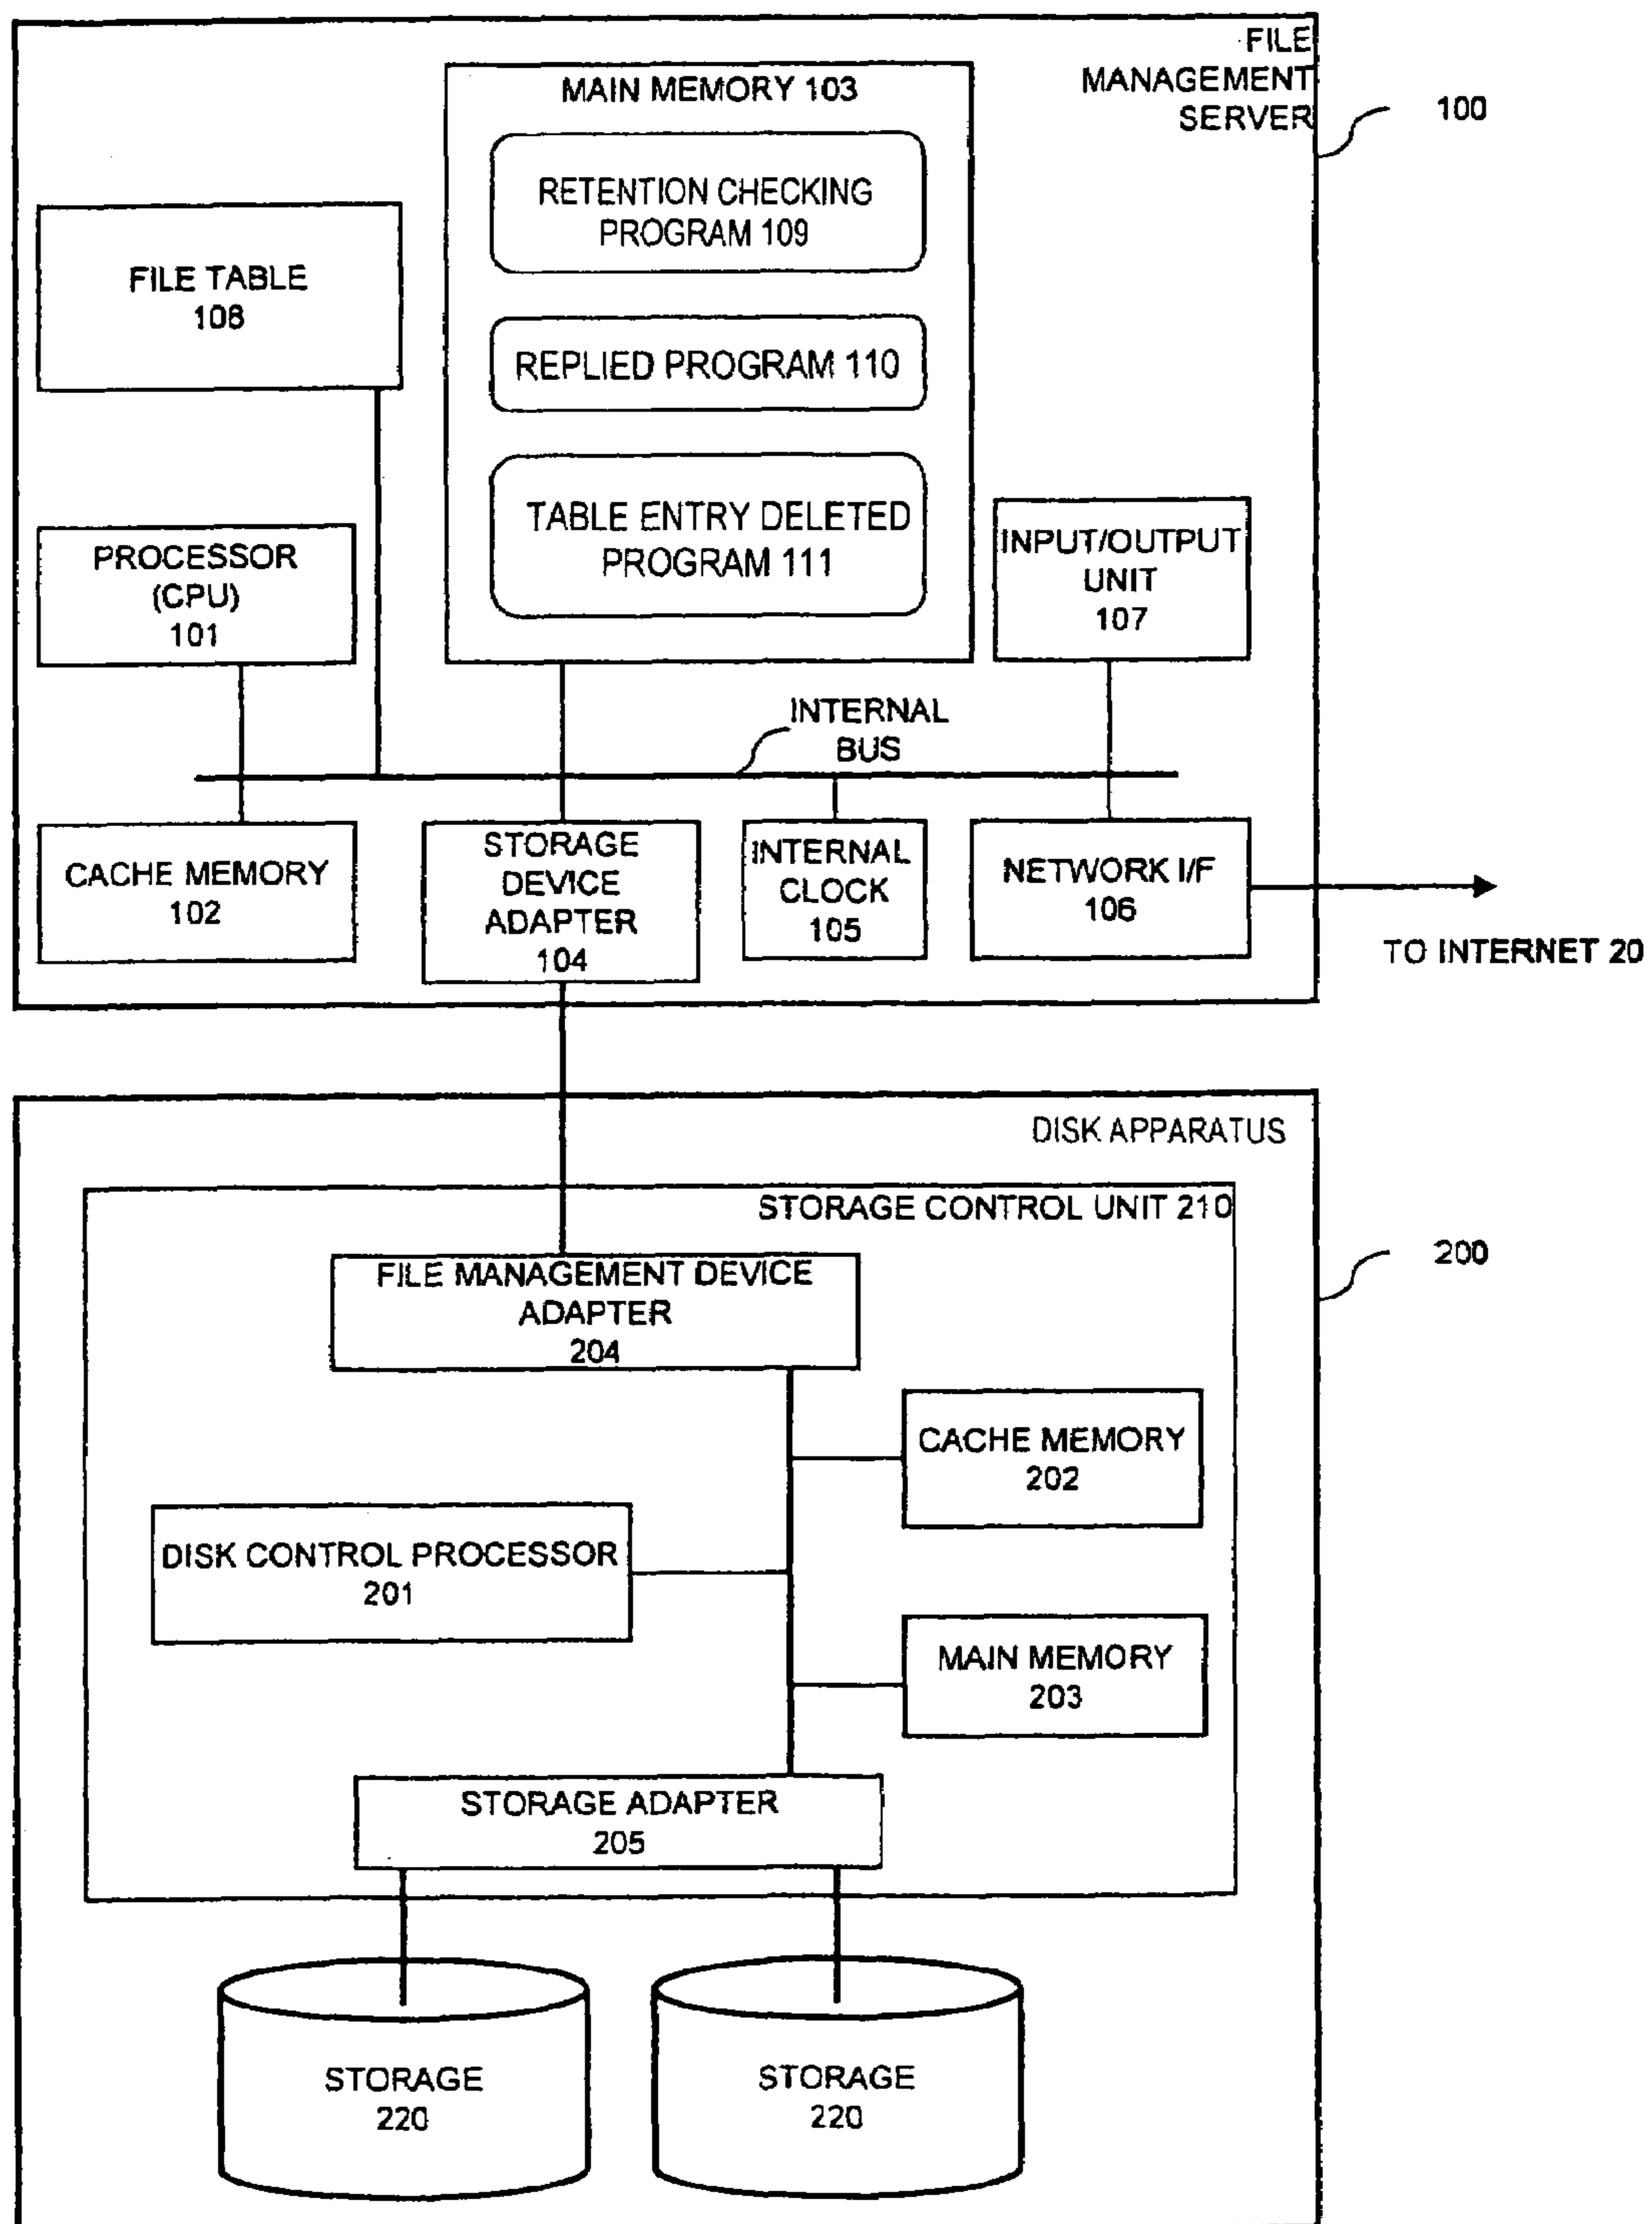 FILE
MANAGEMENT
SERVER
100
MAIN MEMORY 103
RETENTION CHECKING
PROGRAM 109
FILE TABLE
108
REPLIED PROGRAM 110
TABLE ENTRY DELETED
PROGRAM 111
PROCESSOR
(CPU)
101
INPUT/OUTPUT
UNIT
107
INTERNAL
BUS
CACHE MEMORY
102
STORAGE
DEVICE
ADAPTER
104
INTERNAL
CLOCK
105
NETWORK I/F
106
TO INTERNET 20
DISK APPARATUS
200
STORAGE CONTROL UNIT 210
FILE MANAGEMENT DEVICE
ADAPTER
204
CACHE MEMORY
202
DISK CONTROL PROCESSOR
201
MAIN MEMORY
203
STORAGE ADAPTER
205
STORAGE
220
STORAGE
220